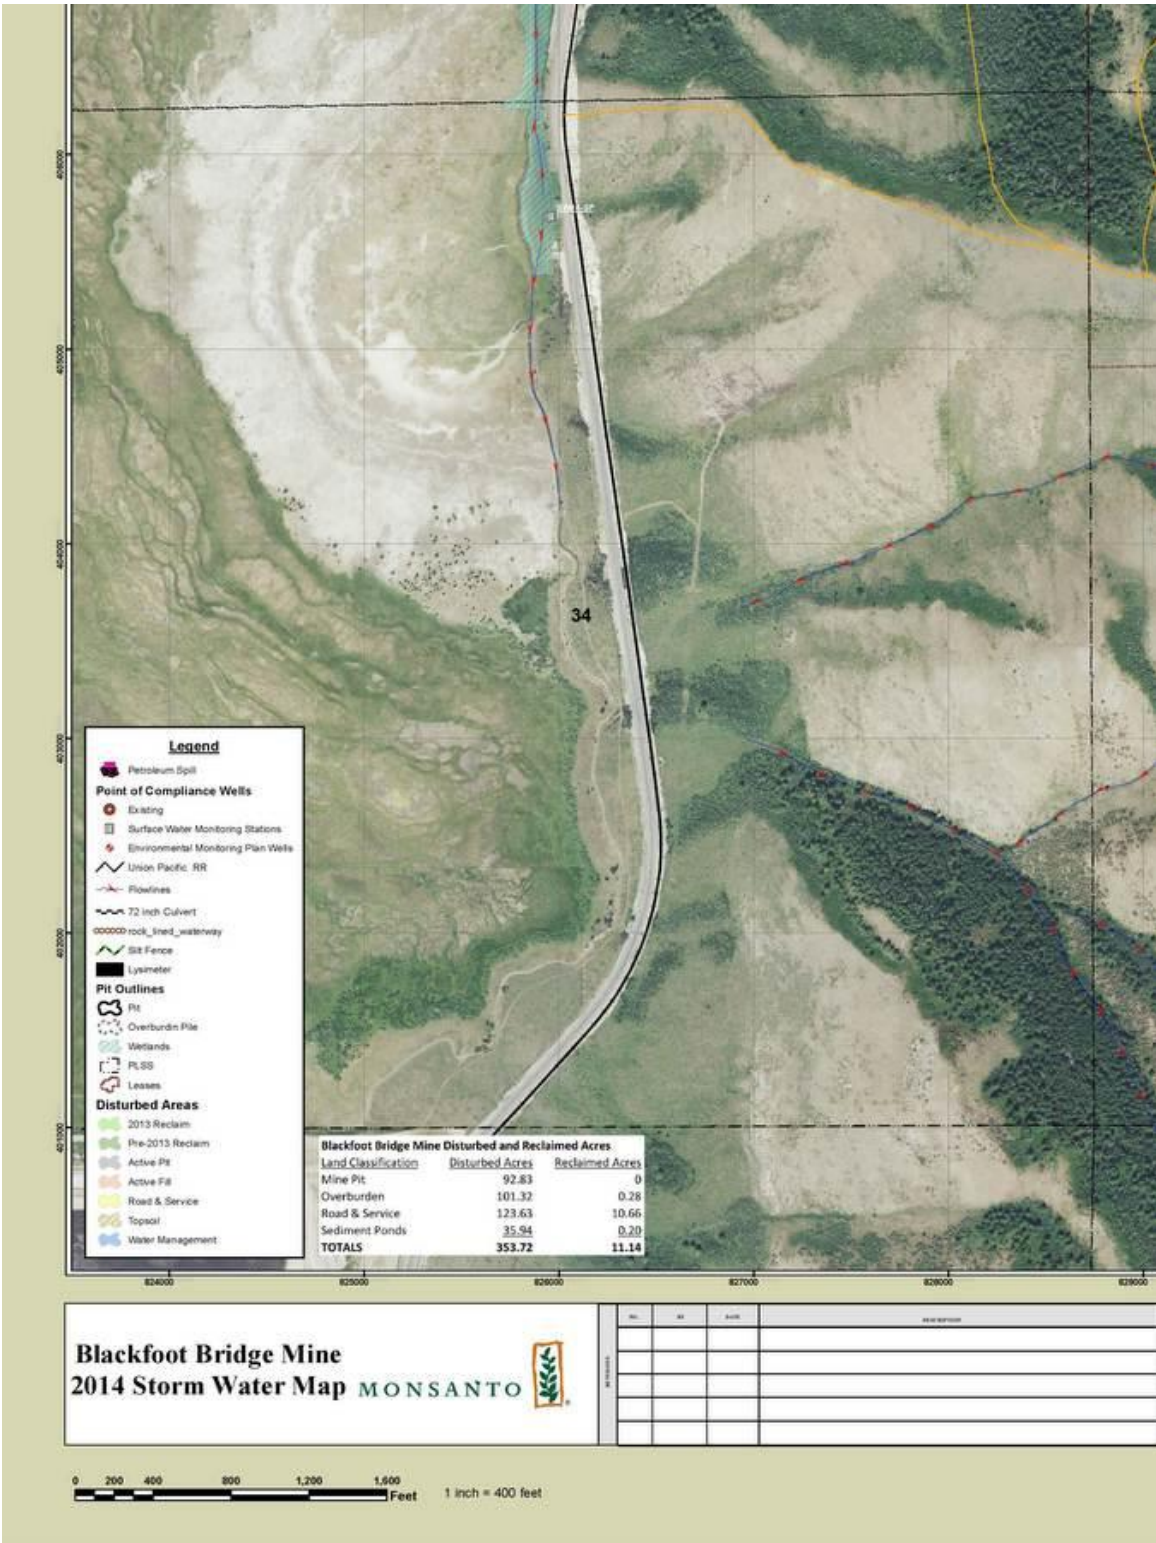 406000
405000
404000
34
403000
402000
401000
Legend
Petroleum Spill
Point of Compliance Wells
Existing
Surface Water Monitoring Stations
Environmental Monitoring Plan Wells
Union Pacific RR
Flowlines
72 inch Culvert
rock_lined_waterway
Silt Fence
Lysimeter
Pit Outlines
Pit
Overburdin Pile
Wetlands
PLSS
Leases
Disturbed Areas
2013 Reclaim
Pre-2013 Reclaim
Active Pit
Active Fill
Road & Service
Topsoil
Water Management
Blackfoot Bridge Mine Disturbed and Reclaimed Acres
Land Classification Disturbed Acres Reclaimed Acres
Mine Pit 92.83 0
Overburden 101.32 0.28
Road & Service 123.63 10.66
Sediment Ponds 35.94 0.20
TOTALS 353.72 11.14
824000 825000 826000 827000 828000 829000
Blackfoot Bridge Mine
2014 Storm Water Map MONSANTO ®
NO. BY DATE DESCRIPTION
REVISIONS
0 200 400 800 1,200 1,600
Feet 1 inch = 400 feet